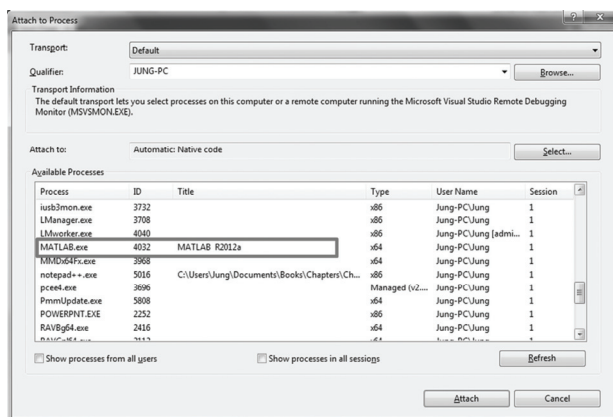 Attach to Process
Transport: Default
Qualifier: JUNG-PC Browse...
Transport Information
The default transport lets you select processes on this computer or a remote computer running the Microsoft Visual Studio Remote Debugging
Monitor (MSVSMON.EXE).
Attach to: Automatic: Native code Select...
Available Processes
Process ID Title Type User Name Session
iusb3mon.exe 3732 x86 Jung-PC\Jung 1
LManager.exe 3708 x86 Jung-PC\Jung 1
LMworker.exe 4040 x86 Jung-PC\Jung [admi... 1
MATLAB.exe 4032 MATLAB R2012a x64 Jung-PC\Jung 1
MMDx64Fx.exe 3968 x64 Jung-PC\Jung 1
notepad++.exe 5016 C:\Users\Jung\Documents\Books\Chapters\Ch... x86 Jung-PC\Jung 1
pcee4.exe 3696 Managed (v2.... Jung-PC\Jung 1
PmmUpdate.exe 5808 x64 Jung-PC\Jung 1
POWERPNT.EXE 2252 x86 Jung-PC\Jung 1
RAVBg64.exe 2416 x64 Jung-PC\Jung 1
Show processes from all users Show processes in all sessions Refresh
Attach Cancel